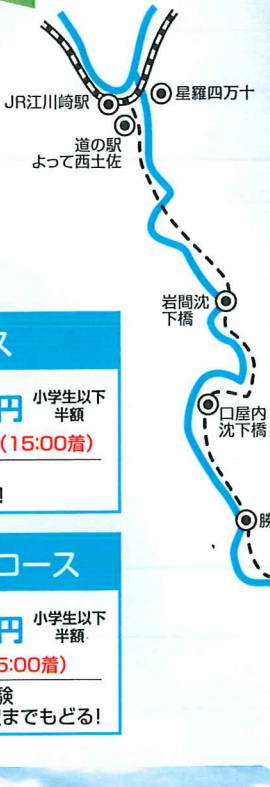 JR江川崎駅
星羅四万十
道の駅
よって西土佐
岩間沈
下橋
口屋内
沈下橋
勝
ス
円 小学生以下
半額
(15:00着)
!
コース
円 小学生以下
半額
5:00着)
験
までもどる!